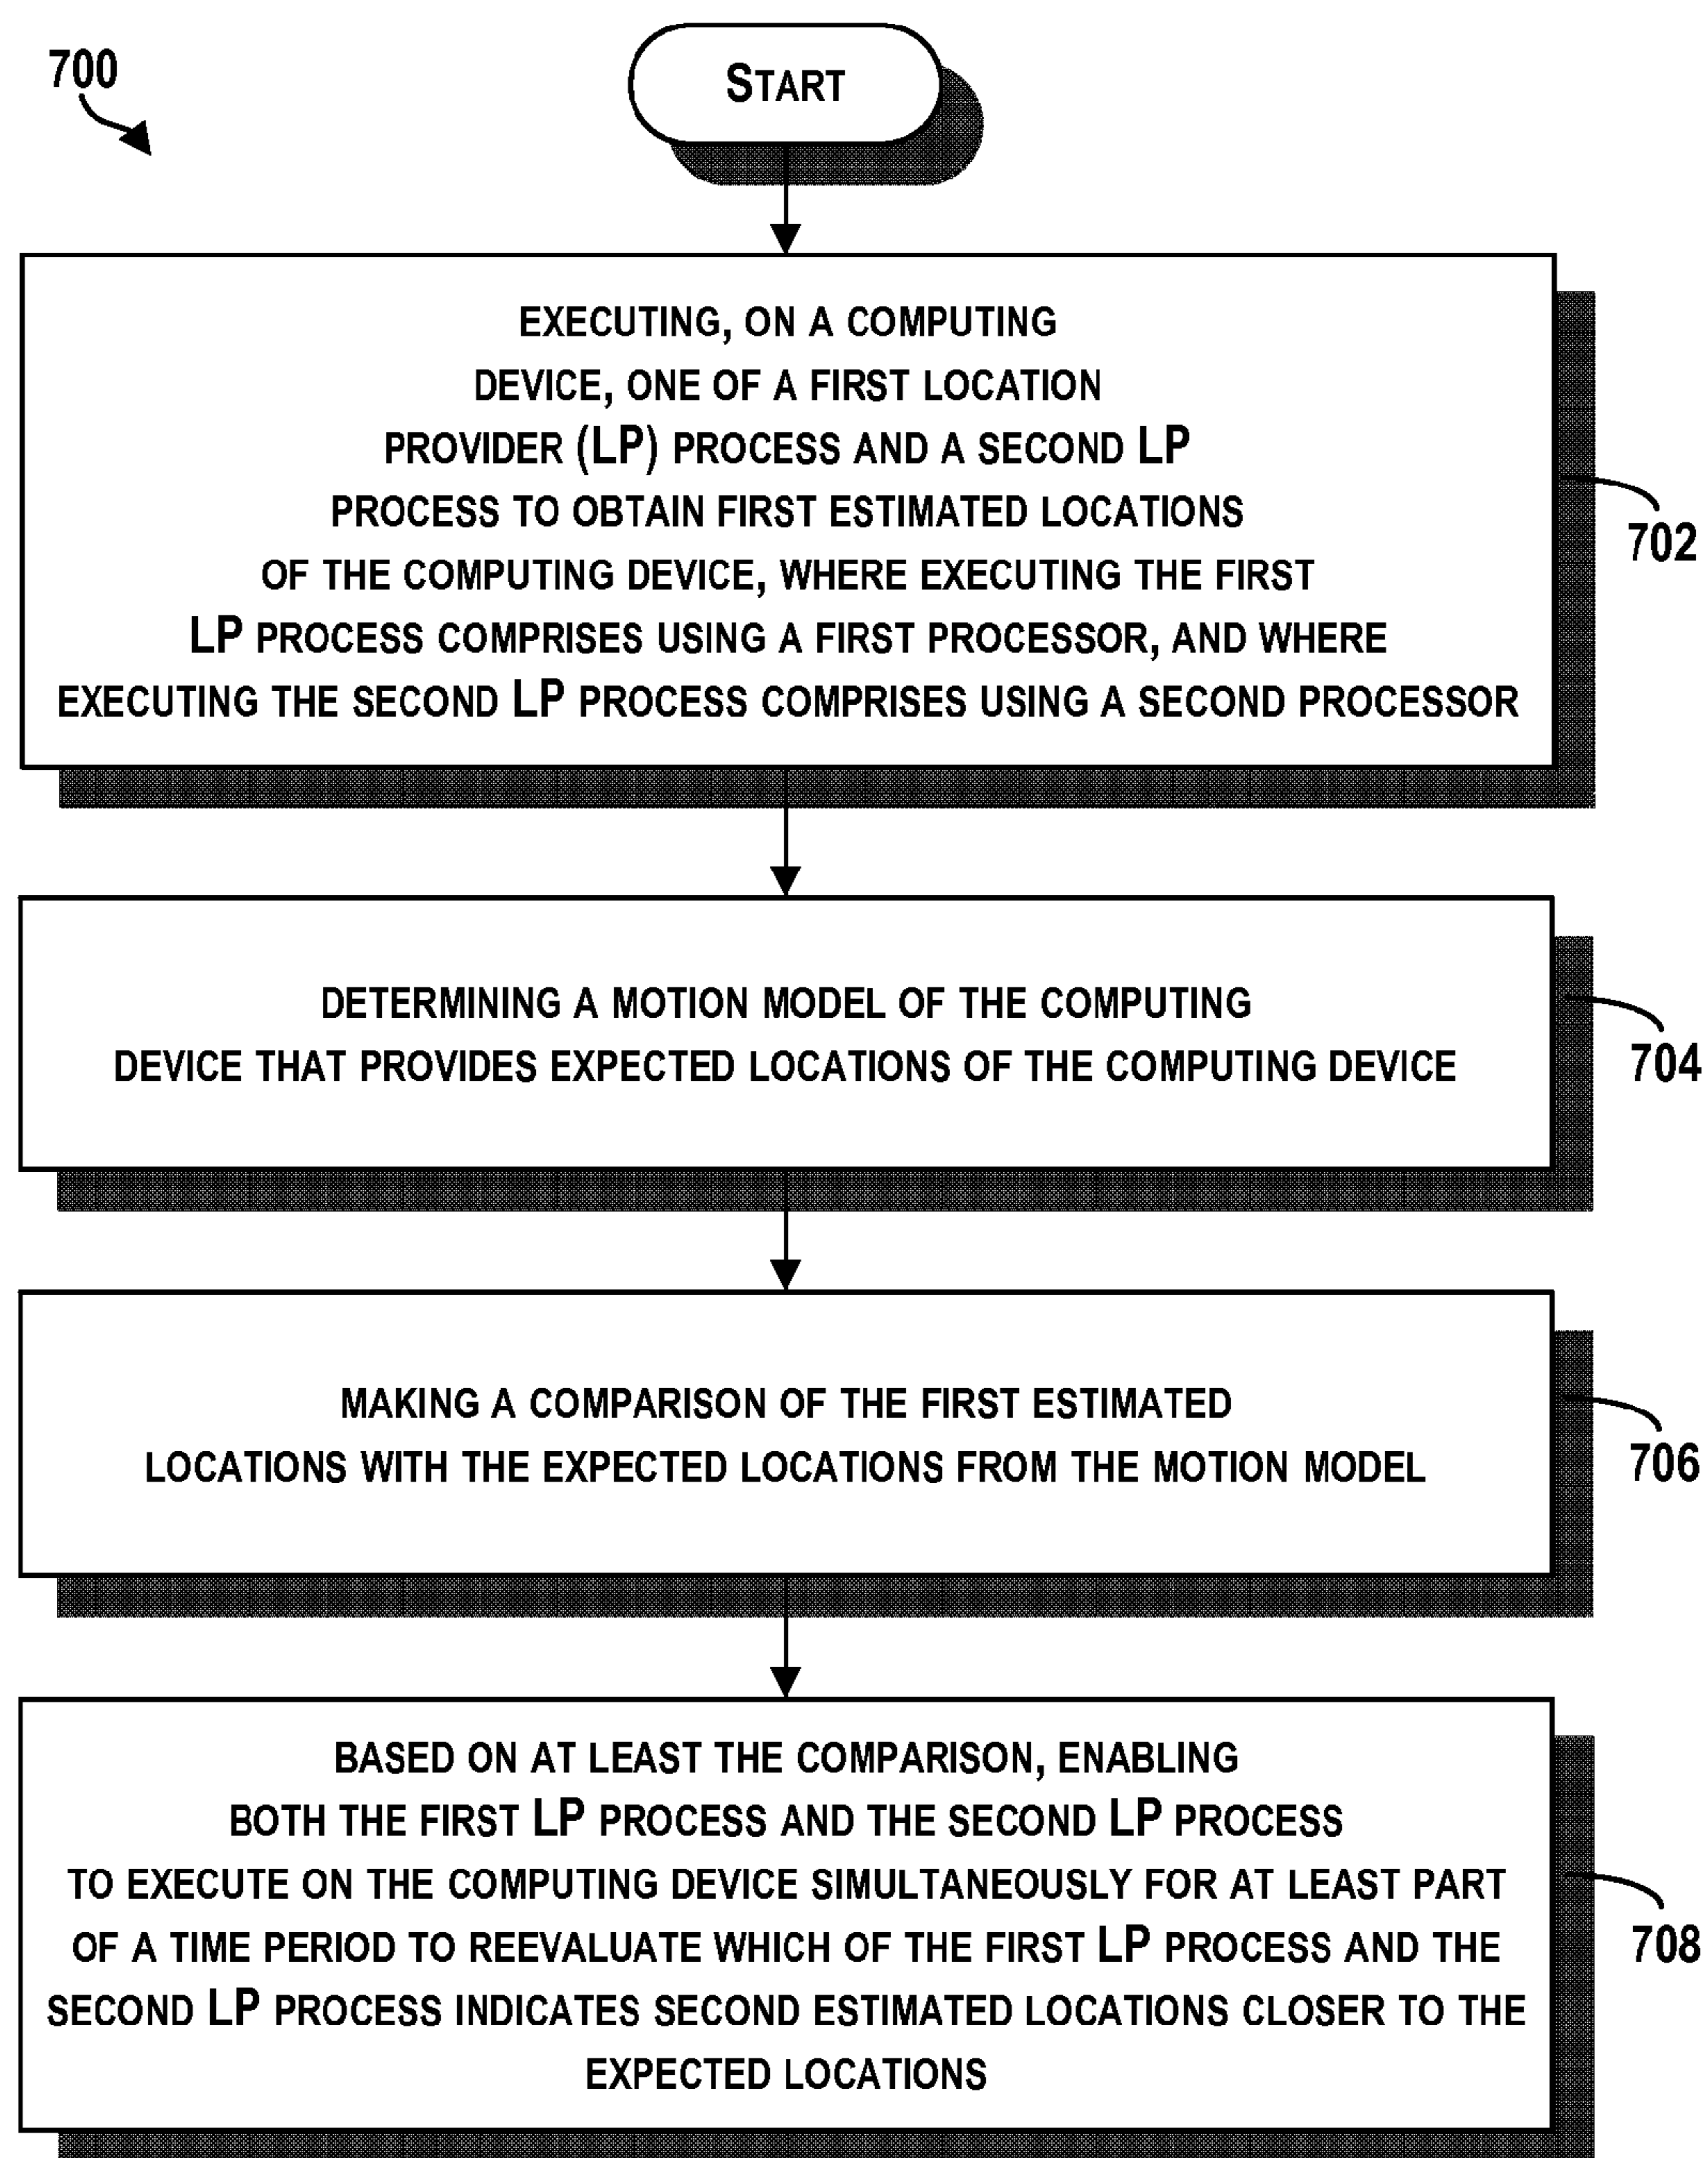 700
START
EXECUTING, ON A COMPUTING
DEVICE, ONE OF A FIRST LOCATION
PROVIDER (LP) PROCESS AND A SECOND LP
PROCESS TO OBTAIN FIRST ESTIMATED LOCATIONS
OF THE COMPUTING DEVICE, WHERE EXECUTING THE FIRST
LP PROCESS COMPRISES USING A FIRST PROCESSOR, AND WHERE
EXECUTING THE SECOND LP PROCESS COMPRISES USING A SECOND PROCESSOR
702
DETERMINING A MOTION MODEL OF THE COMPUTING
DEVICE THAT PROVIDES EXPECTED LOCATIONS OF THE COMPUTING DEVICE
704
MAKING A COMPARISON OF THE FIRST ESTIMATED
LOCATIONS WITH THE EXPECTED LOCATIONS FROM THE MOTION MODEL
706
BASED ON AT LEAST THE COMPARISON, ENABLING
BOTH THE FIRST LP PROCESS AND THE SECOND LP PROCESS
TO EXECUTE ON THE COMPUTING DEVICE SIMULTANEOUSLY FOR AT LEAST PART
OF A TIME PERIOD TO REEVALUATE WHICH OF THE FIRST LP PROCESS AND THE
SECOND LP PROCESS INDICATES SECOND ESTIMATED LOCATIONS CLOSER TO THE
EXPECTED LOCATIONS
708